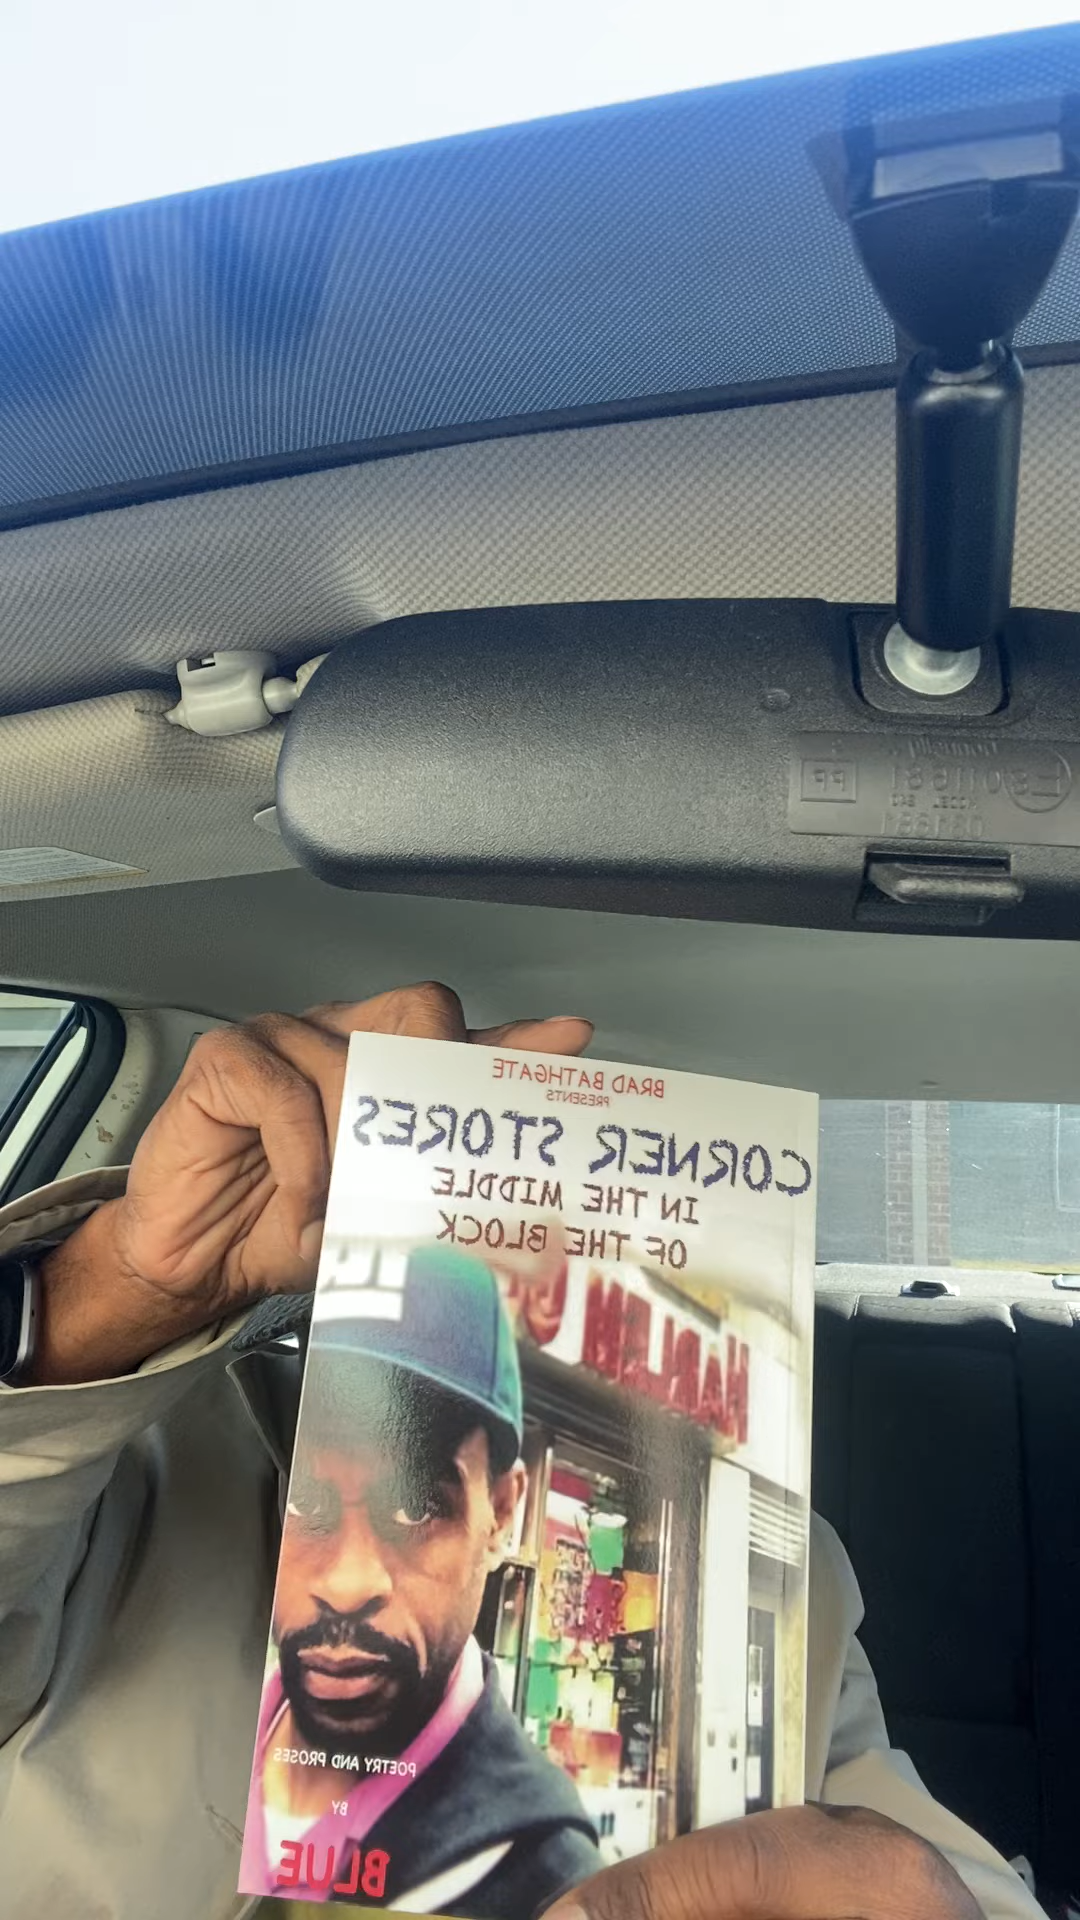 BRAD BATHGATE
PRESENTS
CORNER STORES
IN THE MIDDLE
OF THE BLOCK
HARLEM
POETRY AND PROSES
BY
BLUE